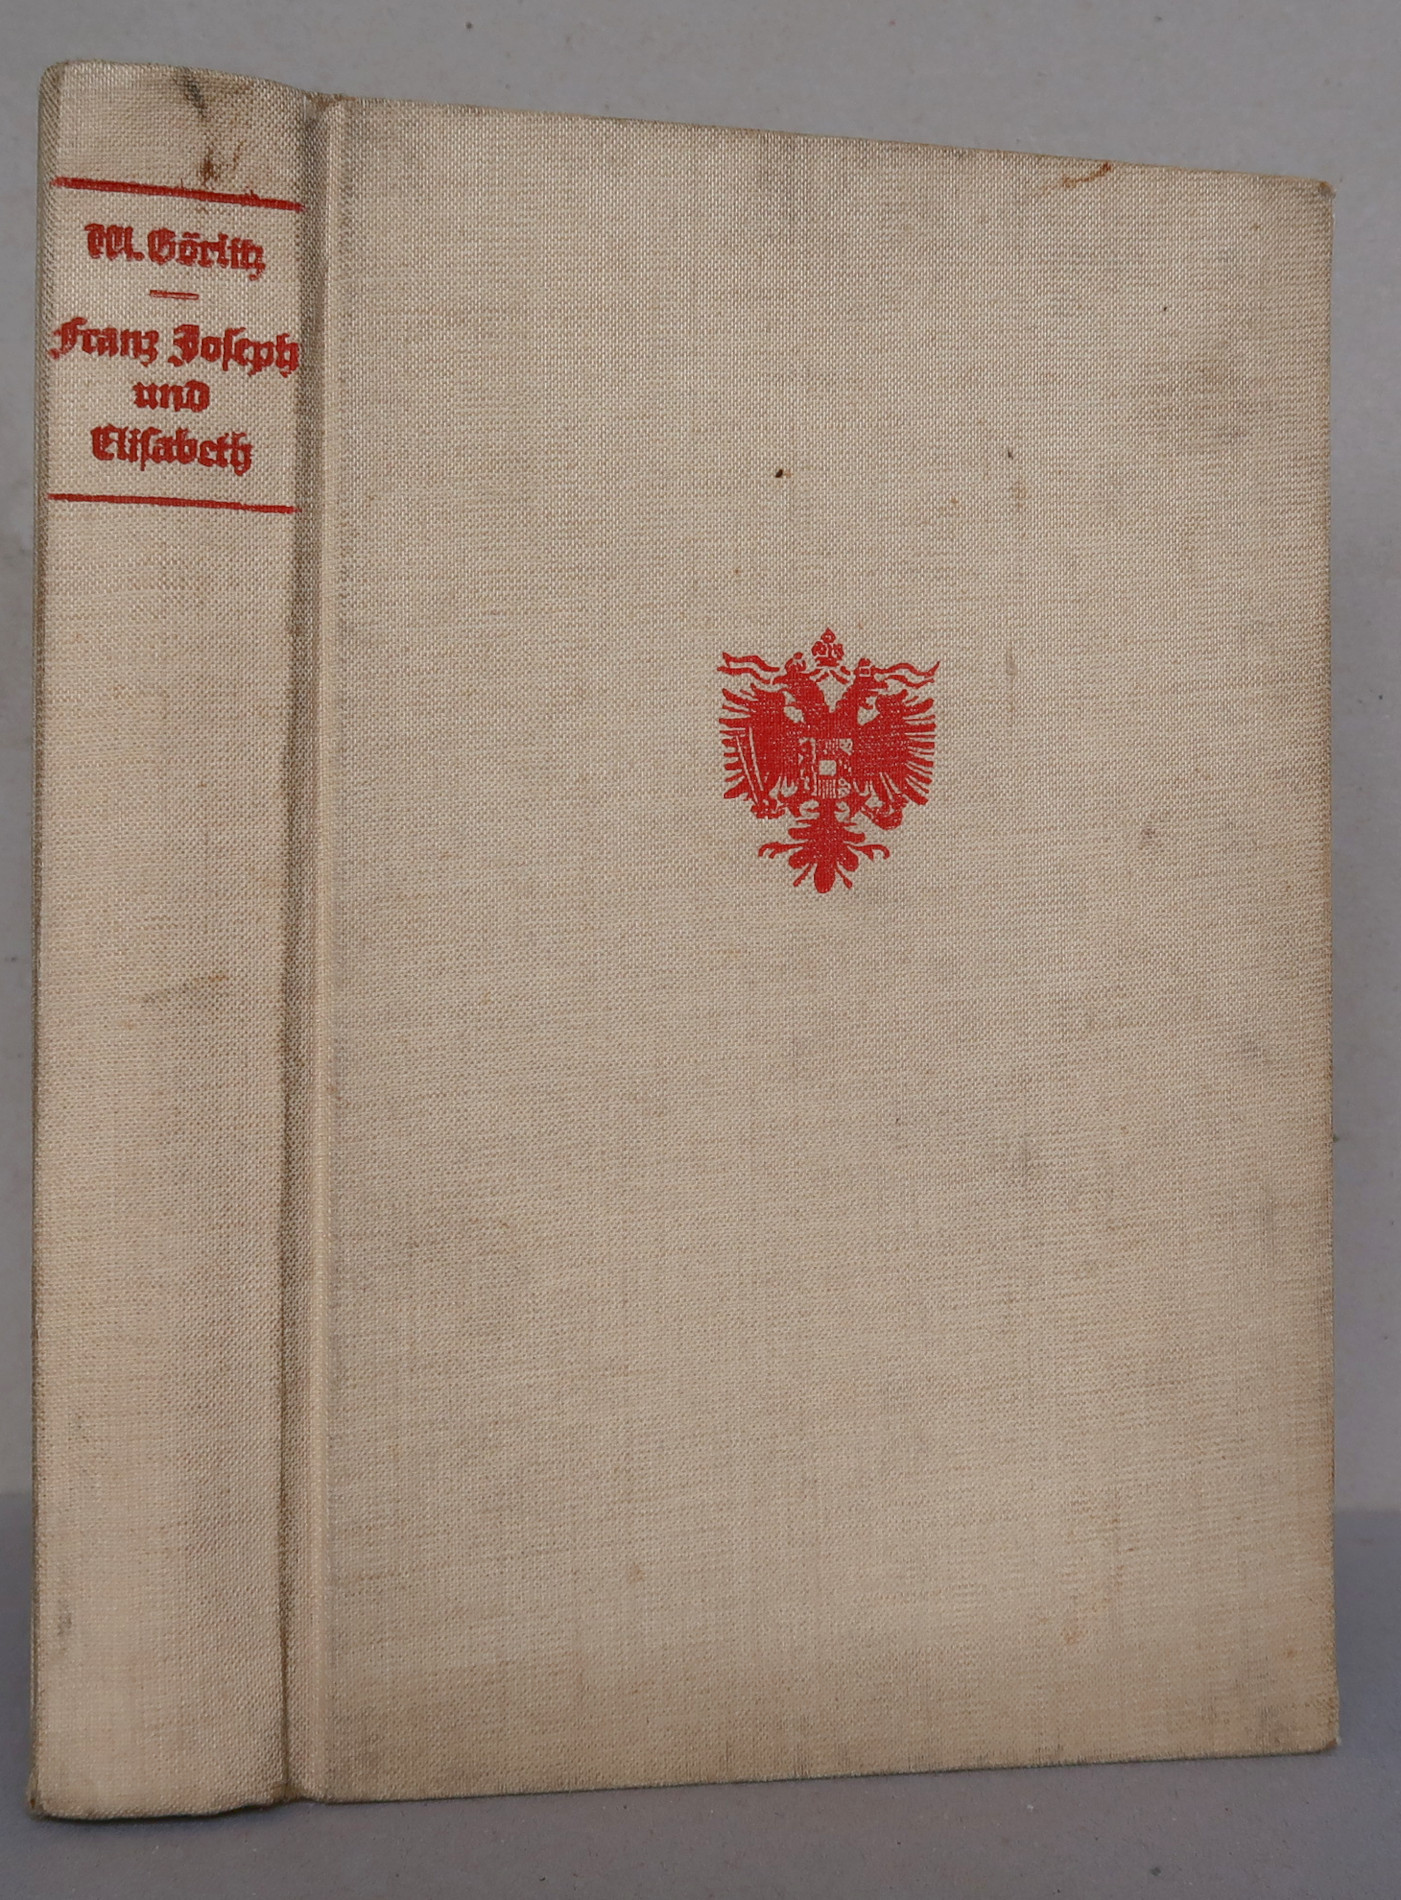 W. Görlitz
Franz Joseph
und
Elisabeth